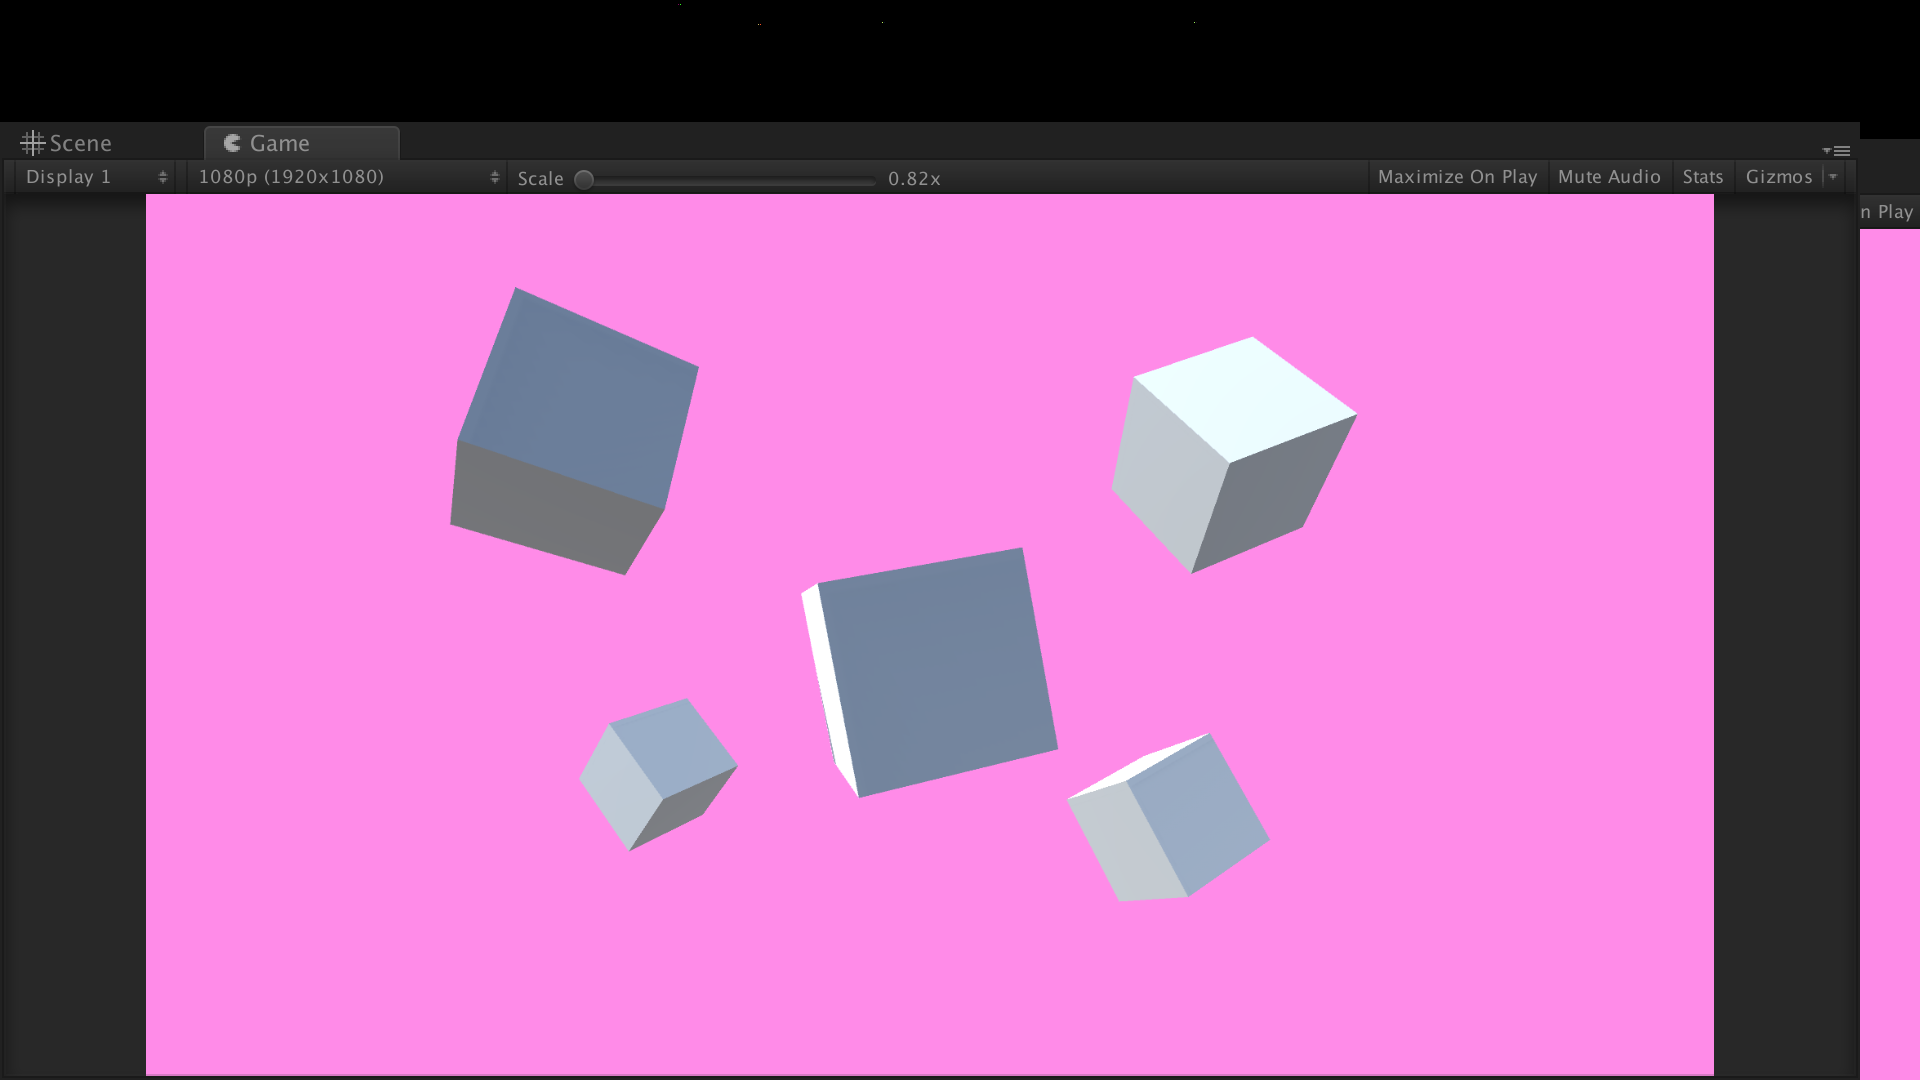 Scene
Game
Display 1
1080p (1920x1080)
Scale
0.82x
Maximize On Play
Mute Audio
Stats
Gizmos
n Play